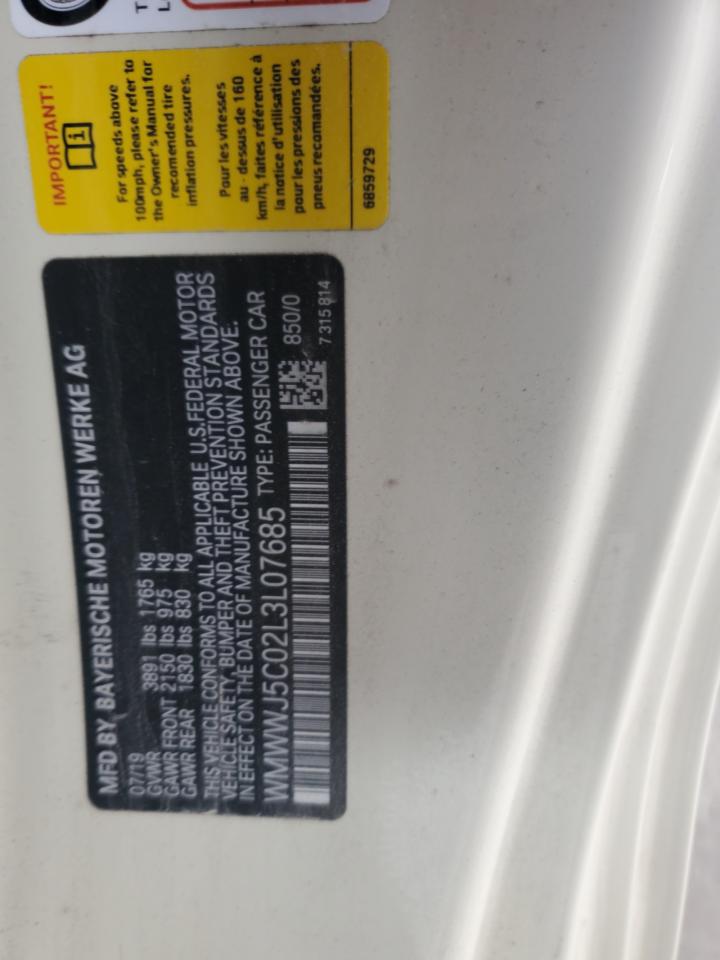 IMPORTANT!
For speeds above
100mph, please refer to
the Owner's Manual for
recomended tire
inflation pressures.
Pour les vitesses
au - dessus de 160
km/h, faites référence à
la notice d'utilisation
pour les pressions des
pneus recomandées.
6859729
MFD BY BAYERISCHE MOTOREN WERKE AG
07/19
GVWR 3891 lbs 1765 kg
GAWR FRONT 2150 lbs 975 kg
GAWR REAR 1830 lbs 830 kg
THIS VEHICLE CONFORMS TO ALL APPLICABLE U.S.FEDERAL MOTOR
VEHICLE SAFETY, BUMPER AND THEFT PREVENTION STANDARDS
IN EFFECT ON THE DATE OF MANUFACTURE SHOWN ABOVE.
WMWWJ5C02L3L07685 TYPE: PASSENGER CAR
850/0
7315814